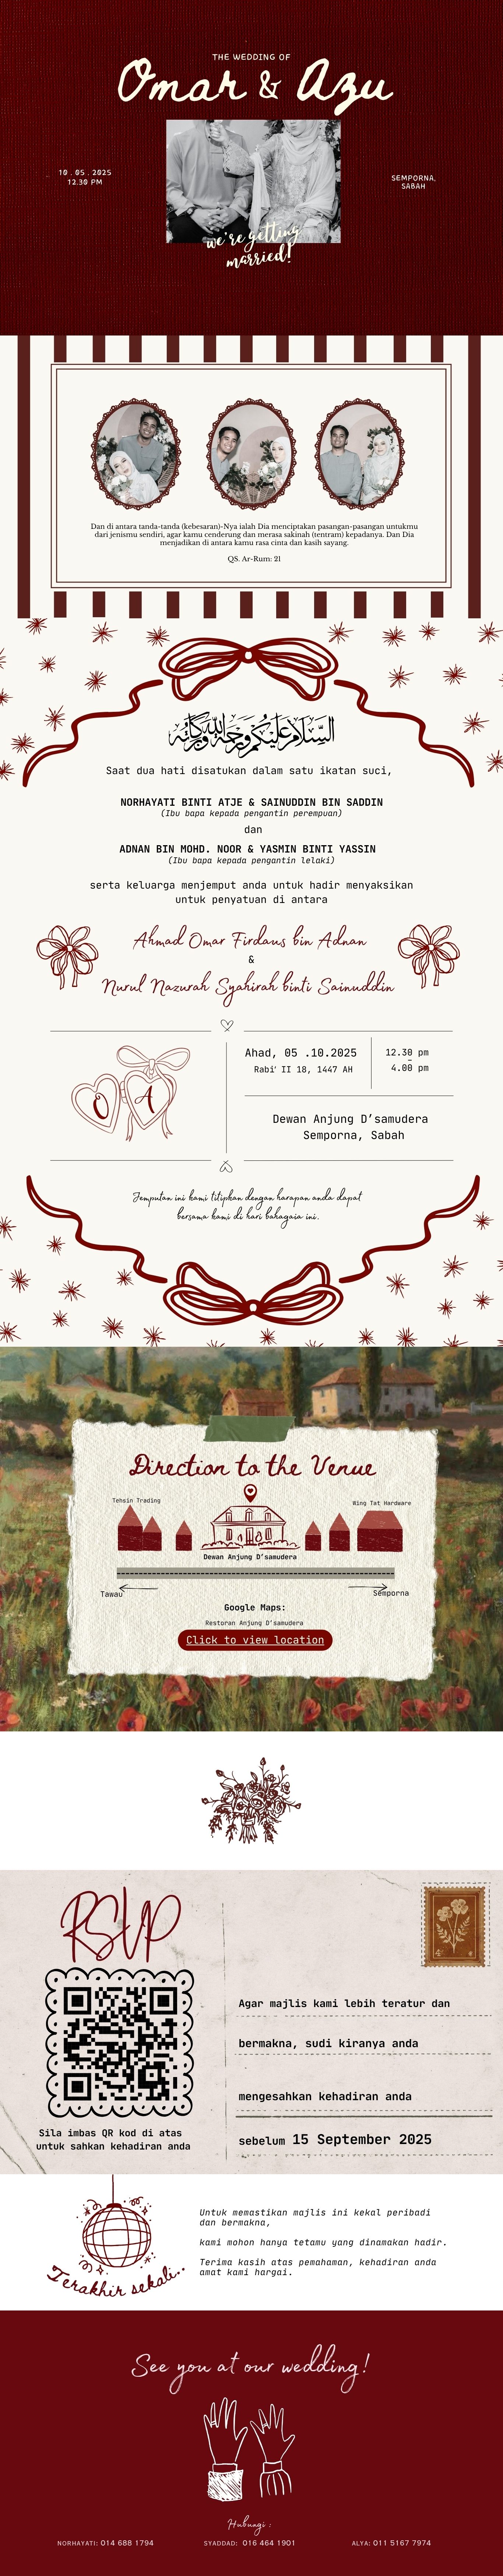 THE WEDDING OF
Omar & Azu
10 . 05 . 2025
12.30 PM
SEMPORNA,
SABAH
we're getting
married!
Dan di antara tanda-tanda (kebesaran)-Nya ialah Dia menciptakan pasangan-pasangan untukmu
dari jenismu sendiri, agar kamu cenderung dan merasa sakinah (tentram) kepadanya. Dan Dia
menjadikan di antara kamu rasa cinta dan kasih sayang.
QS. Ar-Rum: 21
السلام عليكم ورحمة الله وبركاته
Saat dua hati disatukan dalam satu ikatan suci,
NORHAYATI BINTI ATJE & SAINUDDIN BIN SADDIN
(Ibu bapa kepada pengantin perempuan)
dan
ADNAN BIN MOHD. NOOR & YASMIN BINTI YASSIN
(Ibu bapa kepada pengantin lelaki)
serta keluarga menjemput anda untuk hadir menyaksikan
untuk penyatuan di antara
Ahmad Omar Firdaus bin Adnan
&
Nurul Nazurah Syahirah binti Sainuddin
O A
Ahad, 05 .10.2025
Rabi' II 18, 1447 AH
12.30 pm
–
4.00 pm
Dewan Anjung D'samudera
Semporna, Sabah
Jemputan ini kami titipkan dengan harapan anda dapat
bersama kami di hari bahagaia ini.
Direction to the Venue
Tehsin Trading
Wing Tat Hardware
Dewan Anjung D'samudera
Tawau
Semporna
Google Maps:
Restoran Anjung D'samudera
Click to view location
RSVP
Sila imbas QR kod di atas
untuk sahkan kehadiran anda
Agar majlis kami lebih teratur dan
bermakna, sudi kiranya anda
mengesahkan kehadiran anda
sebelum 15 September 2025
Terakhir sekali..
Untuk memastikan majlis ini kekal peribadi
dan bermakna,
kami mohon hanya tetamu yang dinamakan hadir.
Terima kasih atas pemahaman, kehadiran anda
amat kami hargai.
See you at our wedding!
Hubungi :
NORHAYATI: 014 688 1794
SYADDAD: 016 464 1901
ALYA: 011 5167 7974